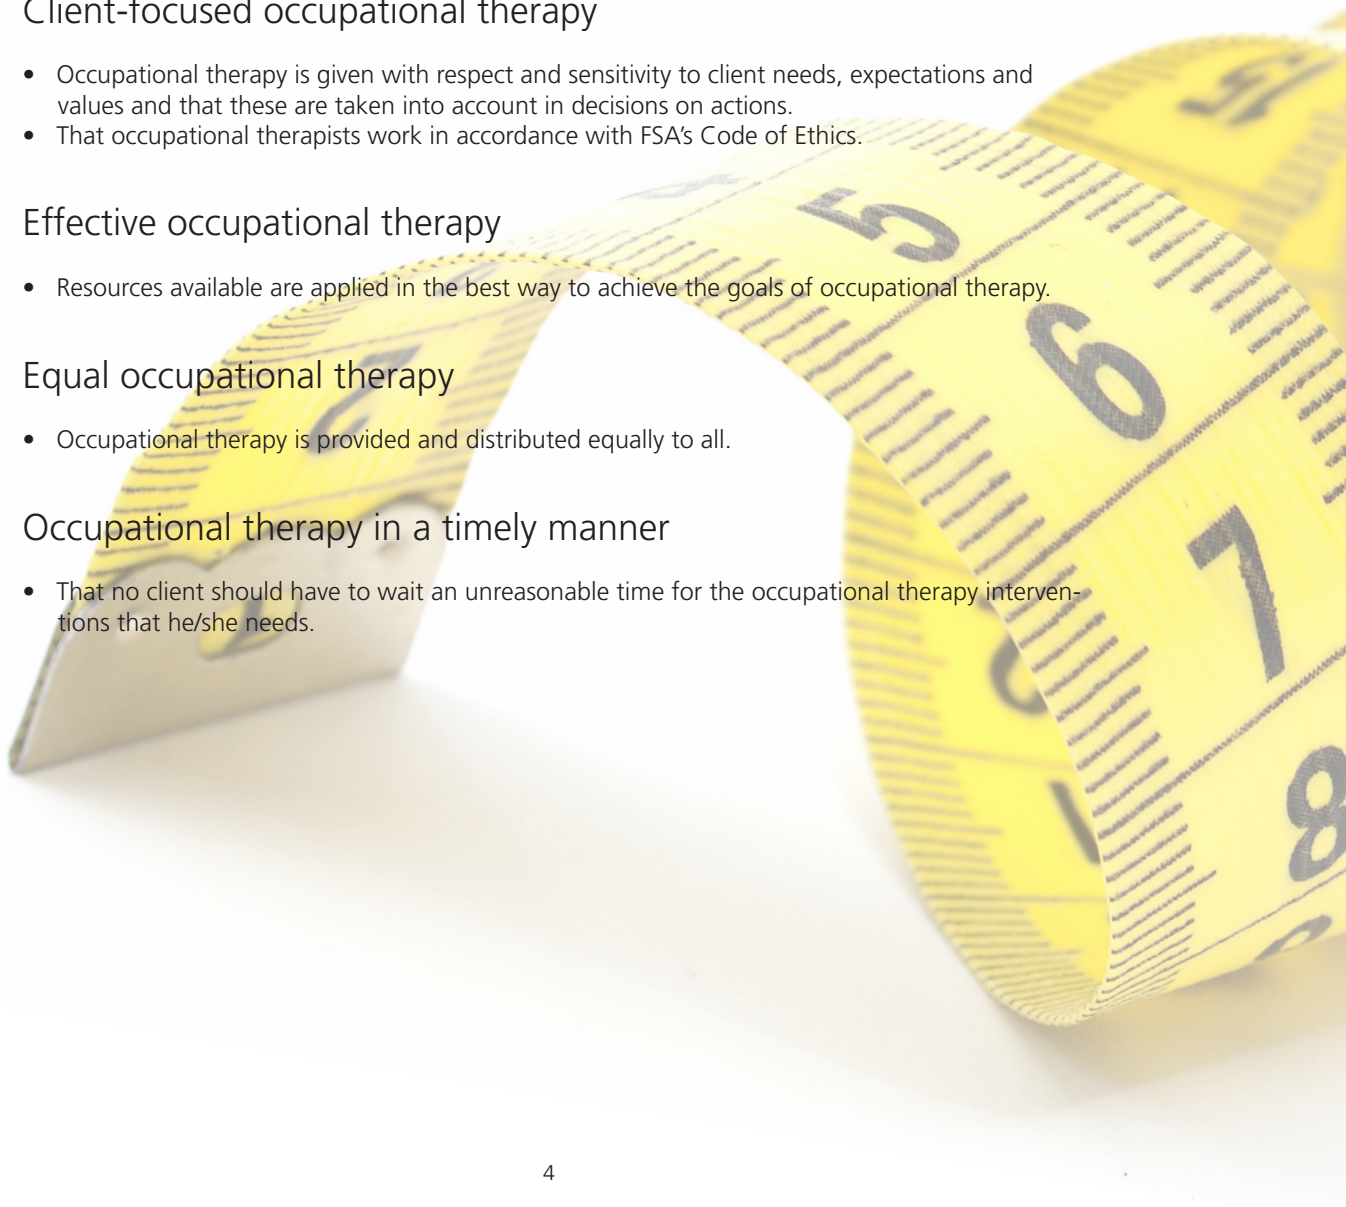 Client-focused occupational therapy
• Occupational therapy is given with respect and sensitivity to client needs, expectations and
values and that these are taken into account in decisions on actions.
• That occupational therapists work in accordance with FSA’s Code of Ethics.
Effective occupational therapy
• Resources available are applied in the best way to achieve the goals of occupational therapy.
Equal occupational therapy
• Occupational therapy is provided and distributed equally to all.
Occupational therapy in a timely manner
• That no client should have to wait an unreasonable time for the occupational therapy interven-
tions that he/she needs.
5
6
7
8
4